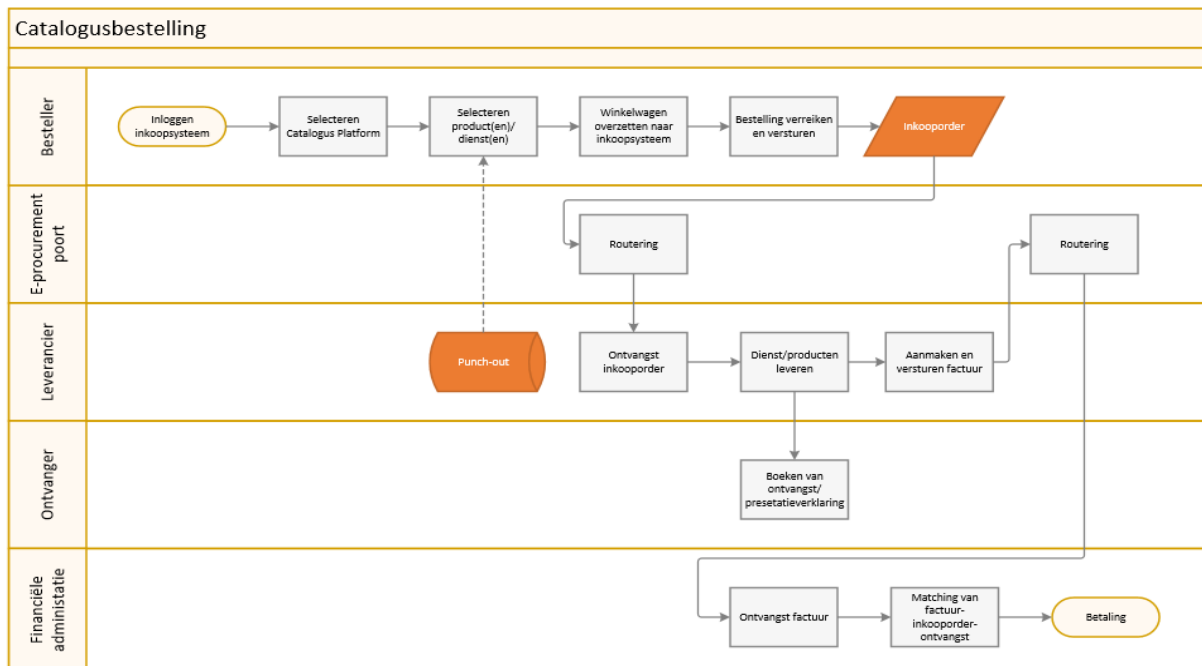 Catalogusbestelling
Besteller
Inloggen
inkoopsysteem
Selecteren
Catalogus Platform
Selecteren
product(en)/
dienst(en)
Winkelwagen
overzetten naar
inkoopsysteem
Bestelling verreiken
en versturen
Inkooporder
E-procurement
poort
Routering
Routering
Leverancier
Punch-out
Ontvangst
inkooporder
Dienst/producten
leveren
Aanmaken en
versturen factuur
Ontvanger
Boeken van
ontvangst/
presetatieverklaring
Financiële
administatie
Ontvangst factuur
Matching van
factuur-
inkooporder-
ontvangst
Betaling